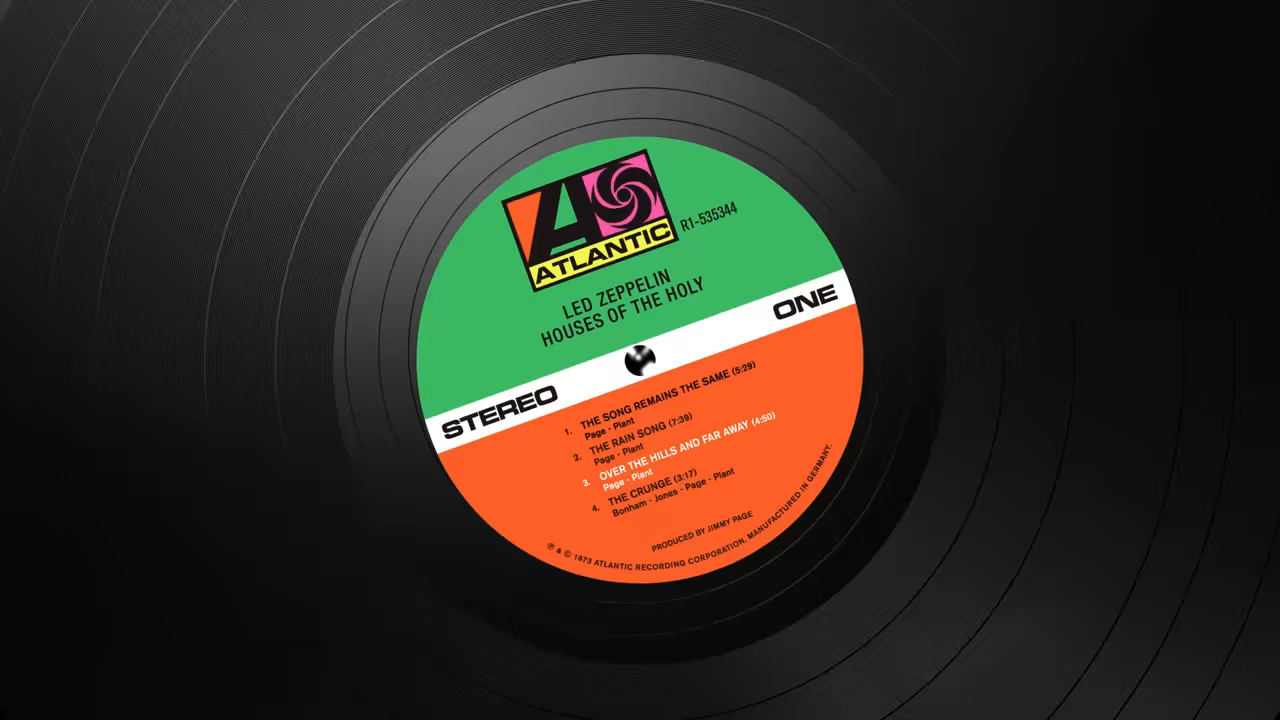 ATLANTIC
R1-535344
LED ZEPPELIN
HOUSES OF THE HOLY
STEREO
ONE
1. THE SONG REMAINS THE SAME (5:29)
Page - Plant
2. THE RAIN SONG (7:39)
Page - Plant
3. OVER THE HILLS AND FAR AWAY (4:50)
Page - Plant
4. THE CRUNGE (3:17)
Bonham - Jones - Page - Plant
PRODUCED BY JIMMY PAGE
℗ & © 1973 ATLANTIC RECORDING CORPORATION. MANUFACTURED IN GERMANY.